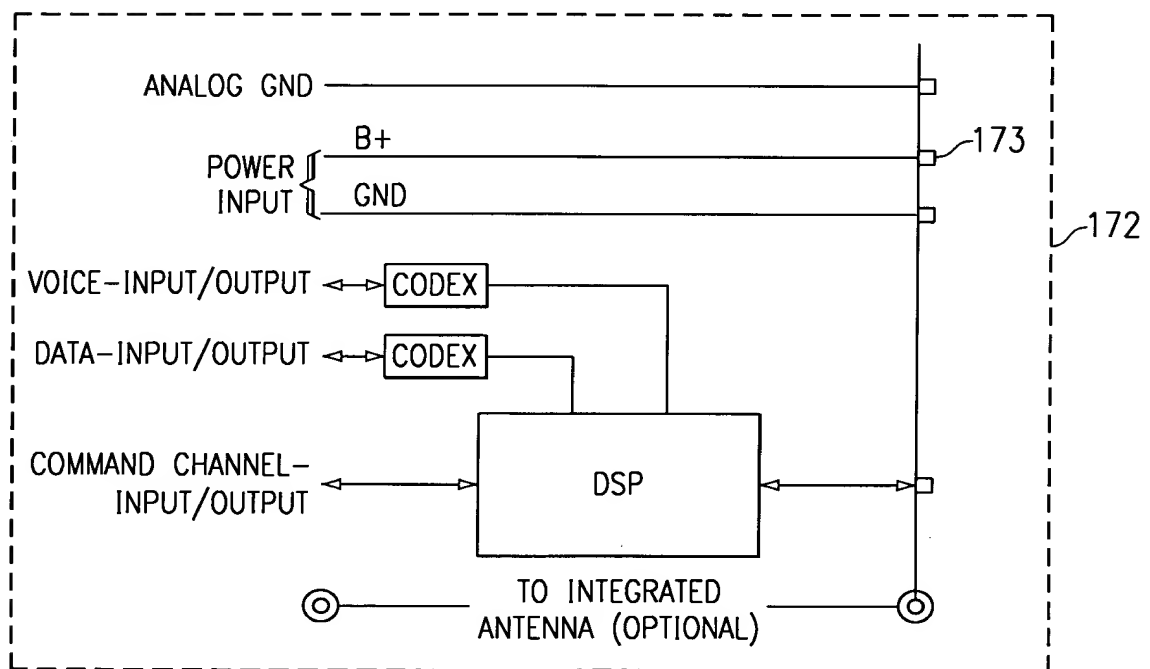 ANALOG GND
B+
173
POWER
INPUT
GND
172
VOICE-INPUT/OUTPUT
CODEX
DATA-INPUT/OUTPUT
CODEX
COMMAND CHANNEL-
INPUT/OUTPUT
DSP
TO INTEGRATED
ANTENNA (OPTIONAL)